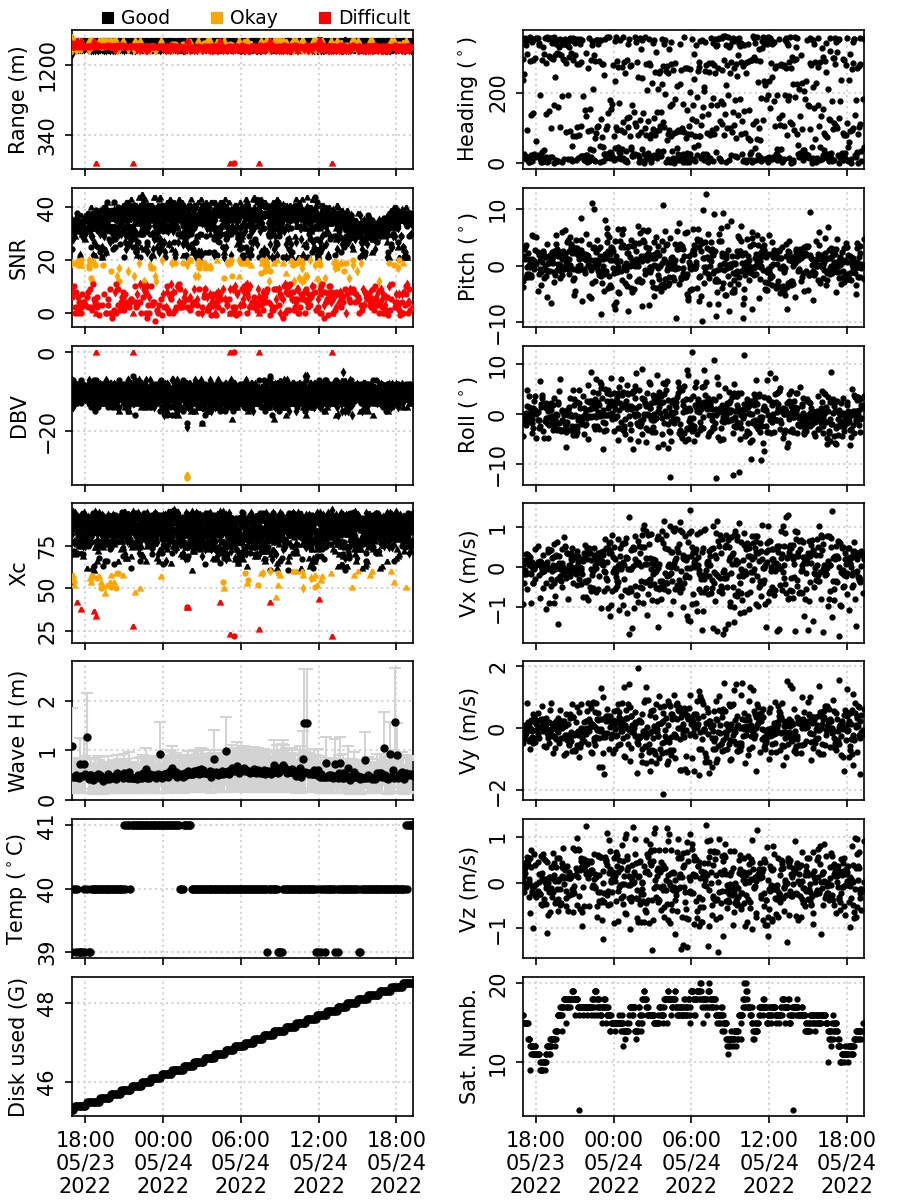 Good Okay Difficult
Range (m)
1200
340
Heading (°)
200
0
SNR
40
20
0
Pitch (°)
10
0
−10
DBV
0
−20
Roll (°)
10
0
−10
Xc
75
50
25
Vx (m/s)
1
0
−1
Wave H (m)
2
1
0
Vy (m/s)
2
0
−2
Temp (°C)
41
40
39
Vz (m/s)
1
0
−1
Disk used (G)
48
46
Sat. Numb.
20
10
18:00 00:00 06:00 12:00 18:00
05/23 05/24 05/24 05/24 05/24
2022 2022 2022 2022 2022
18:00 00:00 06:00 12:00 18:00
05/23 05/24 05/24 05/24 05/24
2022 2022 2022 2022 2022